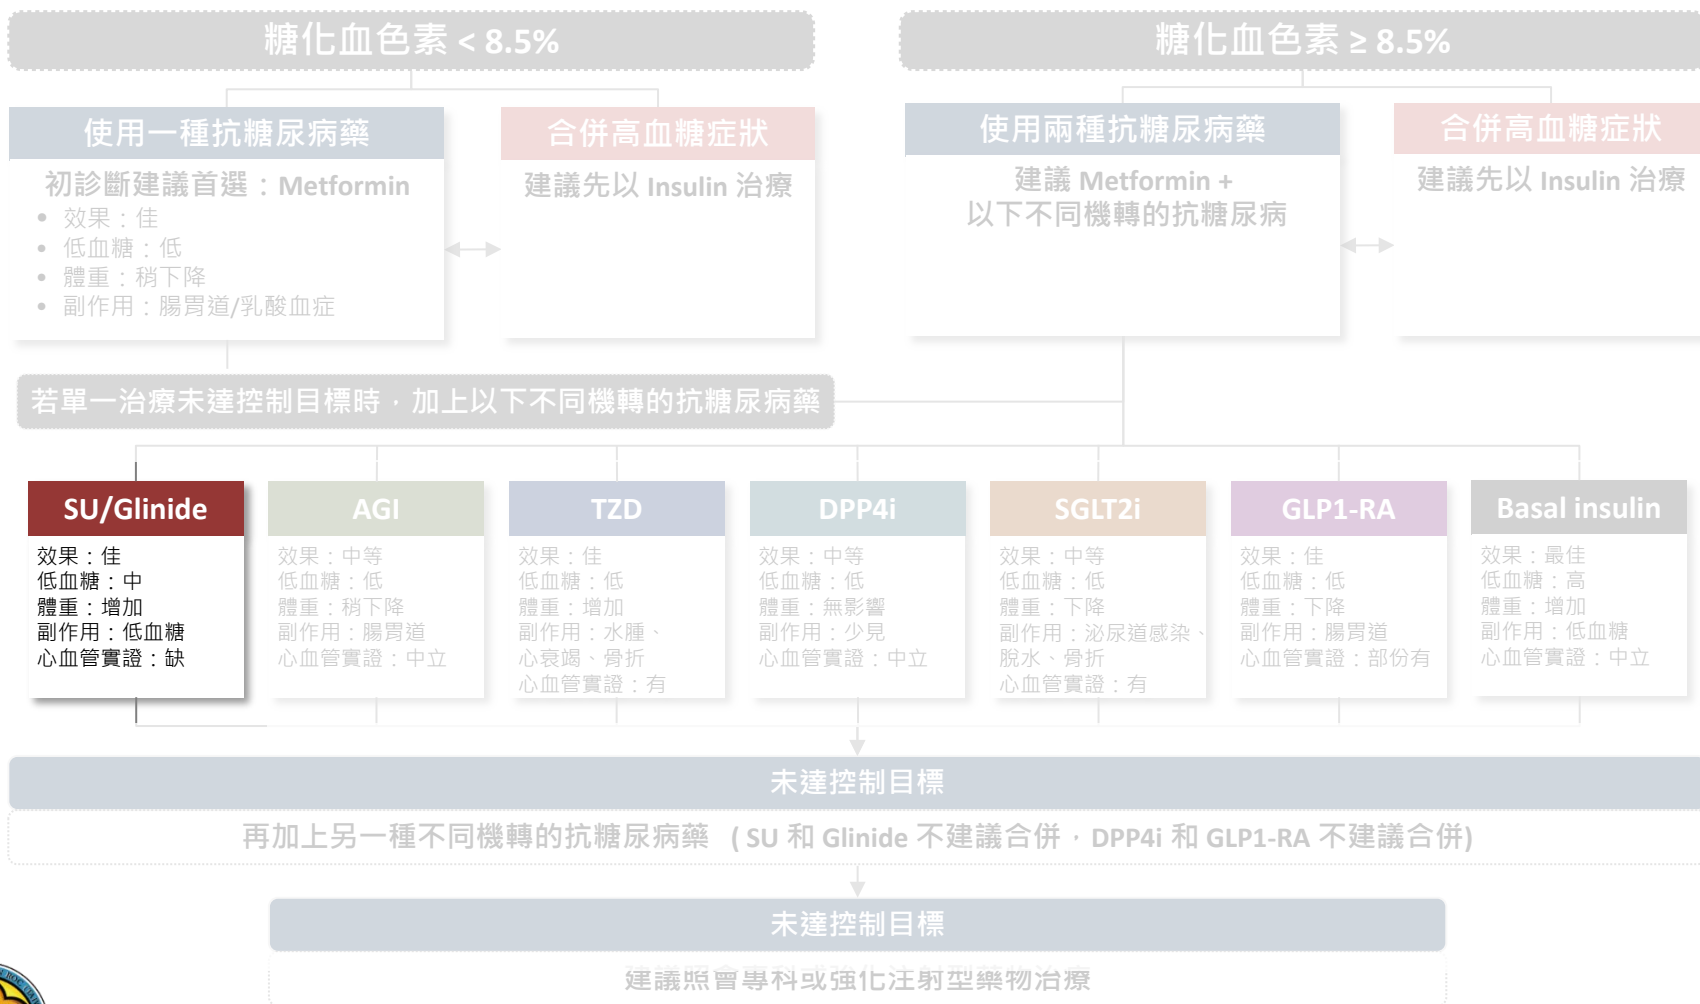 糖化血色素 < 8.5%
使用一種抗糖尿病藥
初診斷建議首選：Metformin
• 效果：佳
• 低血糖：低
• 體重：稍下降
• 副作用：腸胃道/乳酸血症
合併高血糖症狀
建議先以 Insulin 治療
糖化血色素 ≥ 8.5%
使用兩種抗糖尿病藥
建議 Metformin +
以下不同機轉的抗糖尿病
合併高血糖症狀
建議先以 Insulin 治療
若單一治療未達控制目標時，加上以下不同機轉的抗糖尿病藥
SU/Glinide
效果：佳
低血糖：中
體重：增加
副作用：低血糖
心血管實證：缺
AGI
效果：中等
低血糖：低
體重：稍下降
副作用：腸胃道
心血管實證：中立
TZD
效果：佳
低血糖：低
體重：增加
副作用：水腫、
心衰竭、骨折
心血管實證：有
DPP4i
效果：中等
低血糖：低
體重：無影響
副作用：少見
心血管實證：中立
SGLT2i
效果：中等
低血糖：低
體重：下降
副作用：泌尿道感染、
脫水、骨折
心血管實證：有
GLP1-RA
效果：佳
低血糖：低
體重：下降
副作用：腸胃道
心血管實證：部份有
Basal insulin
效果：最佳
低血糖：高
體重：增加
副作用：低血糖
心血管實證：中立
未達控制目標
再加上另一種不同機轉的抗糖尿病藥 ( SU 和 Glinide 不建議合併，DPP4i 和 GLP1-RA 不建議合併)
未達控制目標
建議照會專科或強化注射型藥物治療